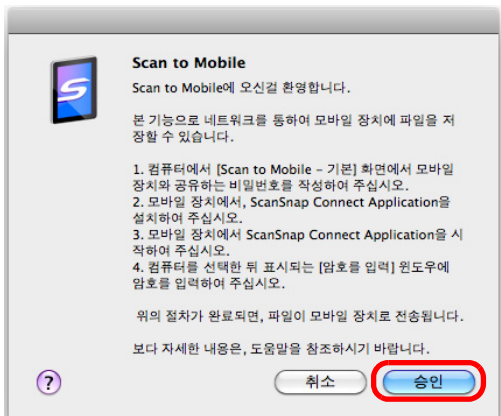 Scan to Mobile
Scan to Mobile에 오신걸 환영합니다.
본 기능으로 네트워크를 통하여 모바일 장치에 파일을 저
장할 수 있습니다.
1. 컴퓨터에서 [Scan to Mobile – 기본] 화면에서 모바일
장치와 공유하는 비밀번호를 작성하여 주십시오.
2. 모바일 장치에서, ScanSnap Connect Application을
설치하여 주십시오.
3. 모바일 장치에서 ScanSnap Connect Application을 시
작하여 주십시오.
4. 컴퓨터를 선택한 뒤 표시되는 [암호를 입력] 윈도우에
암호를 입력하여 주십시오.
위의 절차가 완료되면, 파일이 모바일 장치로 전송됩니다.
보다 자세한 내용은, 도움말을 참조하시기 바랍니다.
? 취소 승인